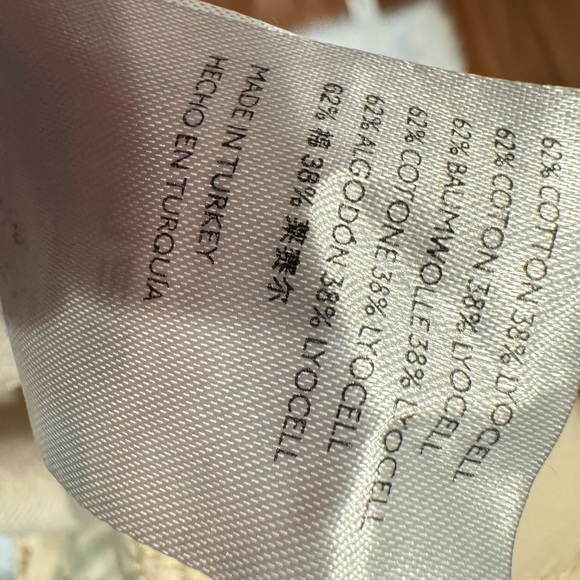 62% COTTON 38% LYOCELL
62% COTON 38% LYOCELL
62% BAUMWOLLE 38% LYOCELL
62% COTONE 38% LYOCELL
62% ALGODÓN 38% LYOCELL
62% 棉 38% 莱赛尔
MADE IN TURKEY
HECHO EN TURQUÍA